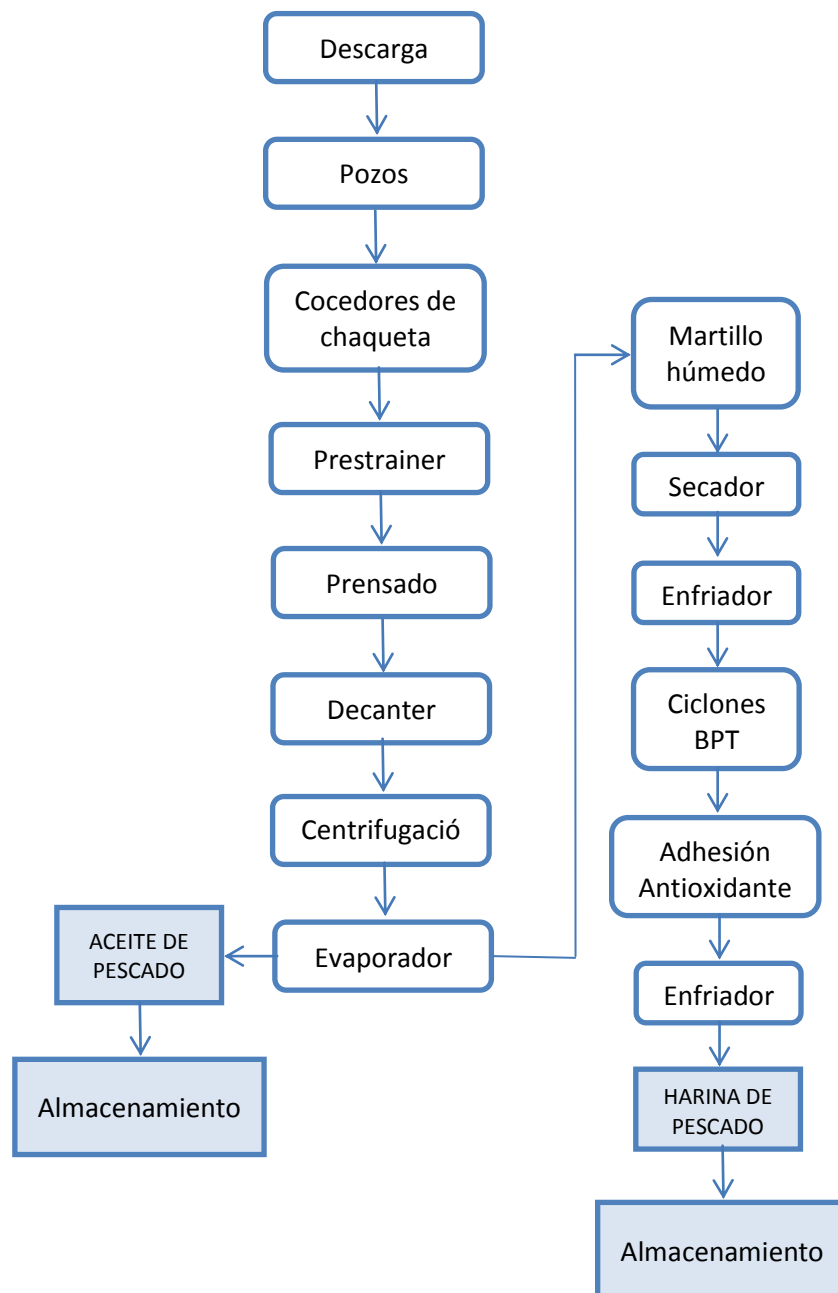 Descarga
Pozos
Cocedores de
chaqueta
Prestrainer
Prensado
Decanter
Centrifugació
Evaporador
ACEITE DE
PESCADO
Almacenamiento
Martillo
húmedo
Secador
Enfriador
Ciclones
BPT
Adhesión
Antioxidante
Enfriador
HARINA DE
PESCADO
Almacenamiento